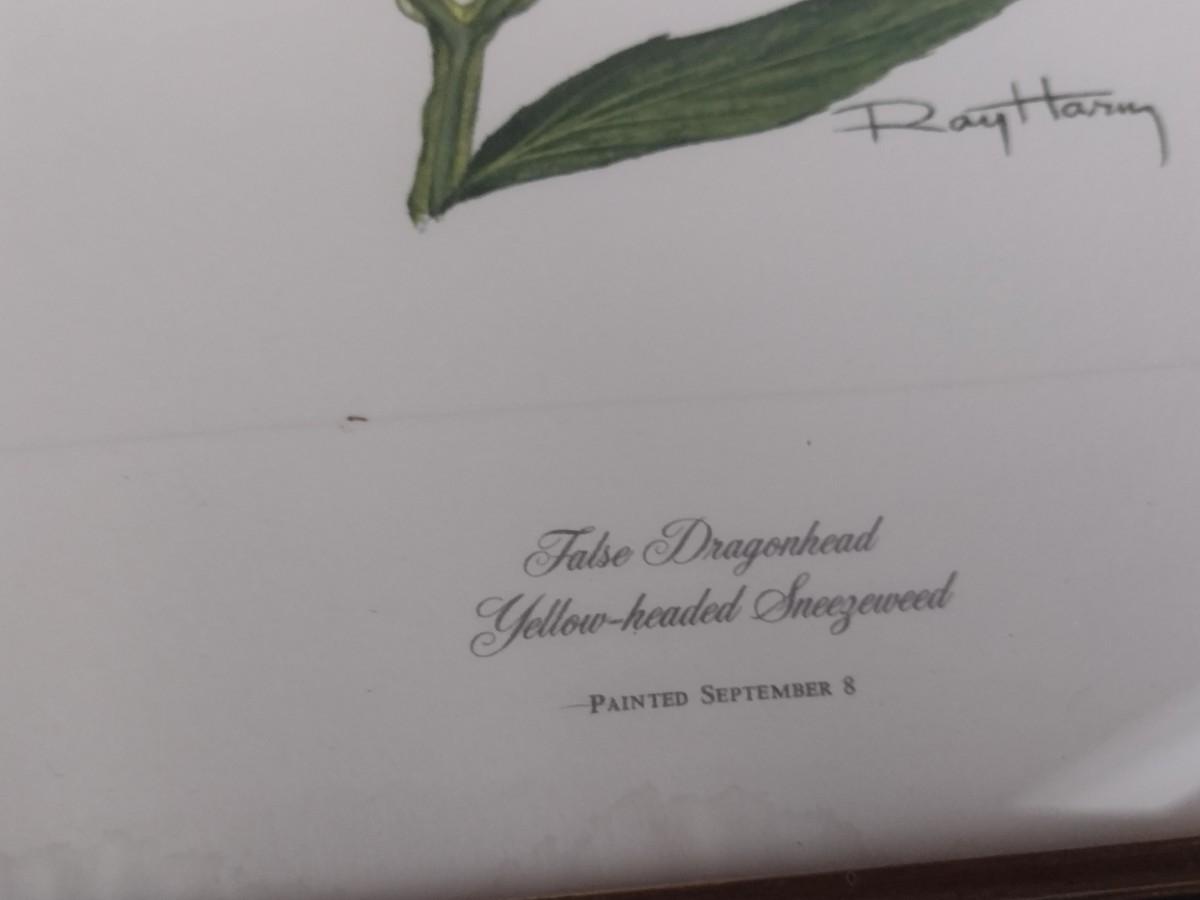 Ray Harm
False Dragonhead
Yellow-headed Sneezeweed
PAINTED SEPTEMBER 8